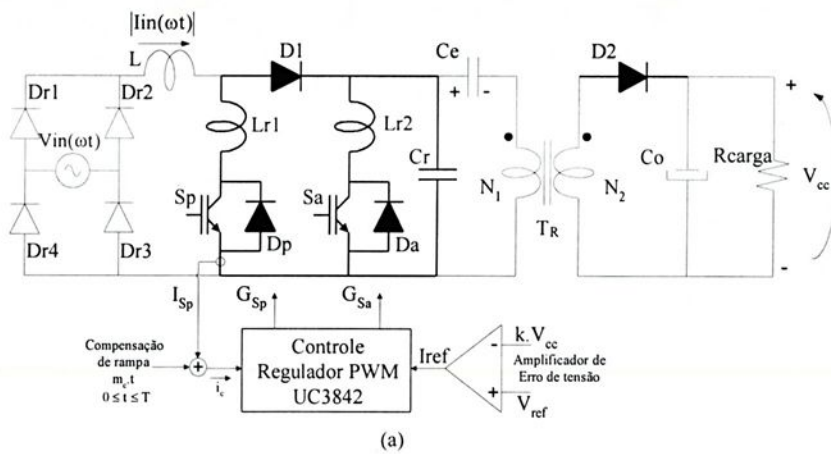 |Iin(ωt)|
L
D1
Ce
D2
Dr1
Dr2
Vin(ωt)
Lr1
Lr2
Cr
+ -
+
Sp
Sa
N1
N2
TR
Co
Rcarga
Vcc
Dr4
Dr3
Dp
Da
-
ISp
GSp
GSa
Compensação
de rampa
mc.t
0 ≤ t ≤ T
+
ic
Controle
Regulador PWM
UC3842
Iref
- k.Vcc
Amplificador de
Erro de tensão
+ Vref
(a)